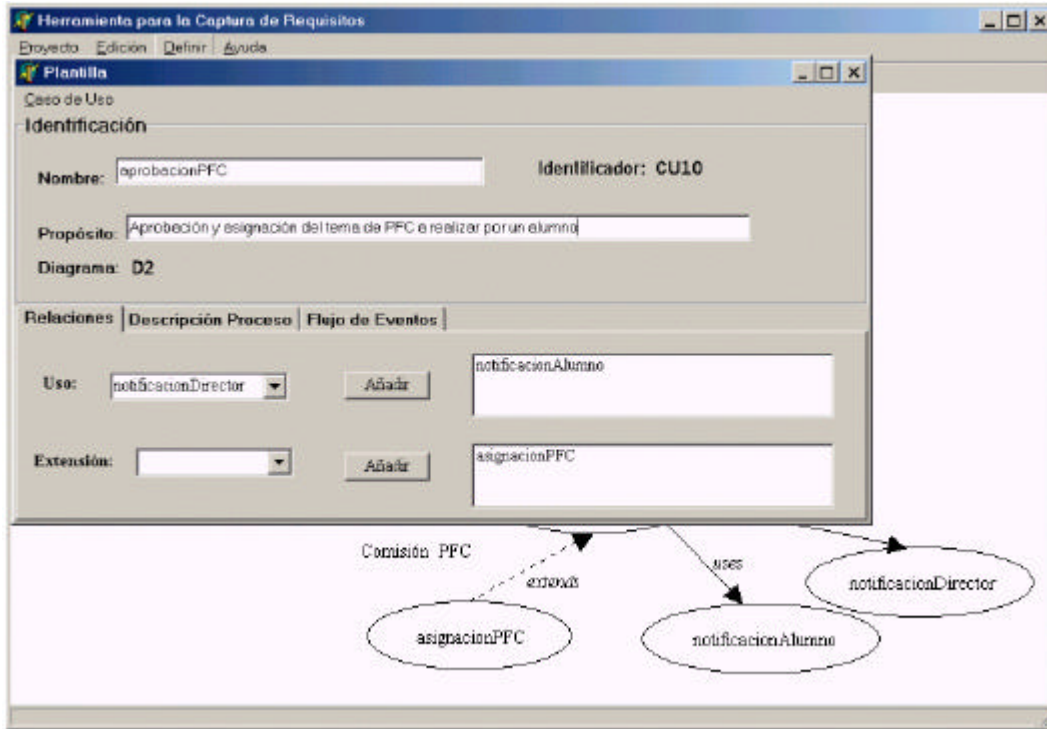 Herramienta para la Captura de Requisitos
Proyecto Edición Definir Ayuda
Plantilla
Caso de Uso
Identificación
Nombre: aprobacionPFC Identificador: CU10
Propósito: Aprobación y asignación del tema de PFC a realizar por un alumno
Diagrama: D2
Relaciones Descripción Proceso Flujo de Eventos
Uso: notificacionDirector Añadir notificacionAlumno
Extensión: Añadir asignacionPFC
Comisión PFC
extends
uses
notificacionDirector
asignacionPFC
notificacionAlumno